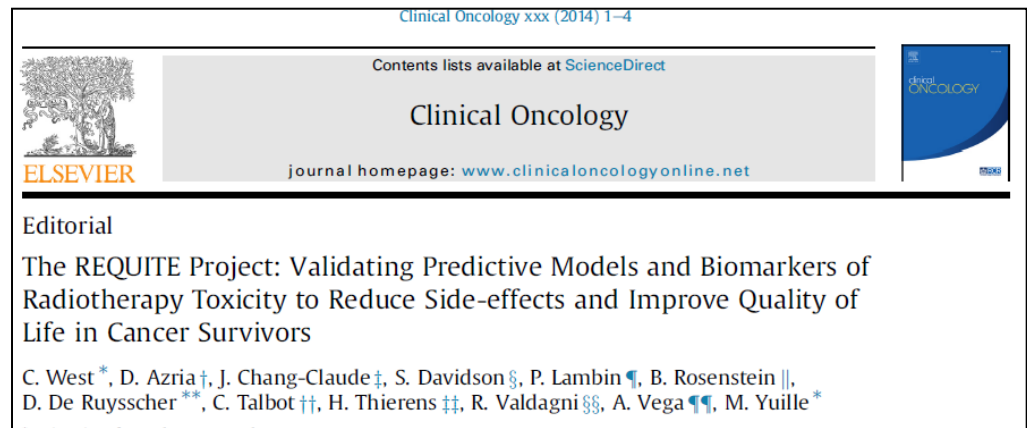 Clinical Oncology xxx (2014) 1–4
Contents lists available at ScienceDirect
Clinical Oncology
journal homepage: www.clinicaloncologyonline.net
ELSEVIER
clinical
ONCOLOGY
Editorial
The REQUITE Project: Validating Predictive Models and Biomarkers of
Radiotherapy Toxicity to Reduce Side-effects and Improve Quality of
Life in Cancer Survivors
C. West *, D. Azria †, J. Chang-Claude ‡, S. Davidson §, P. Lambin ¶, B. Rosenstein ||,
D. De Ruysscher **, C. Talbot ††, H. Thierens ‡‡, R. Valdagni §§, A. Vega ¶¶, M. Yuille *